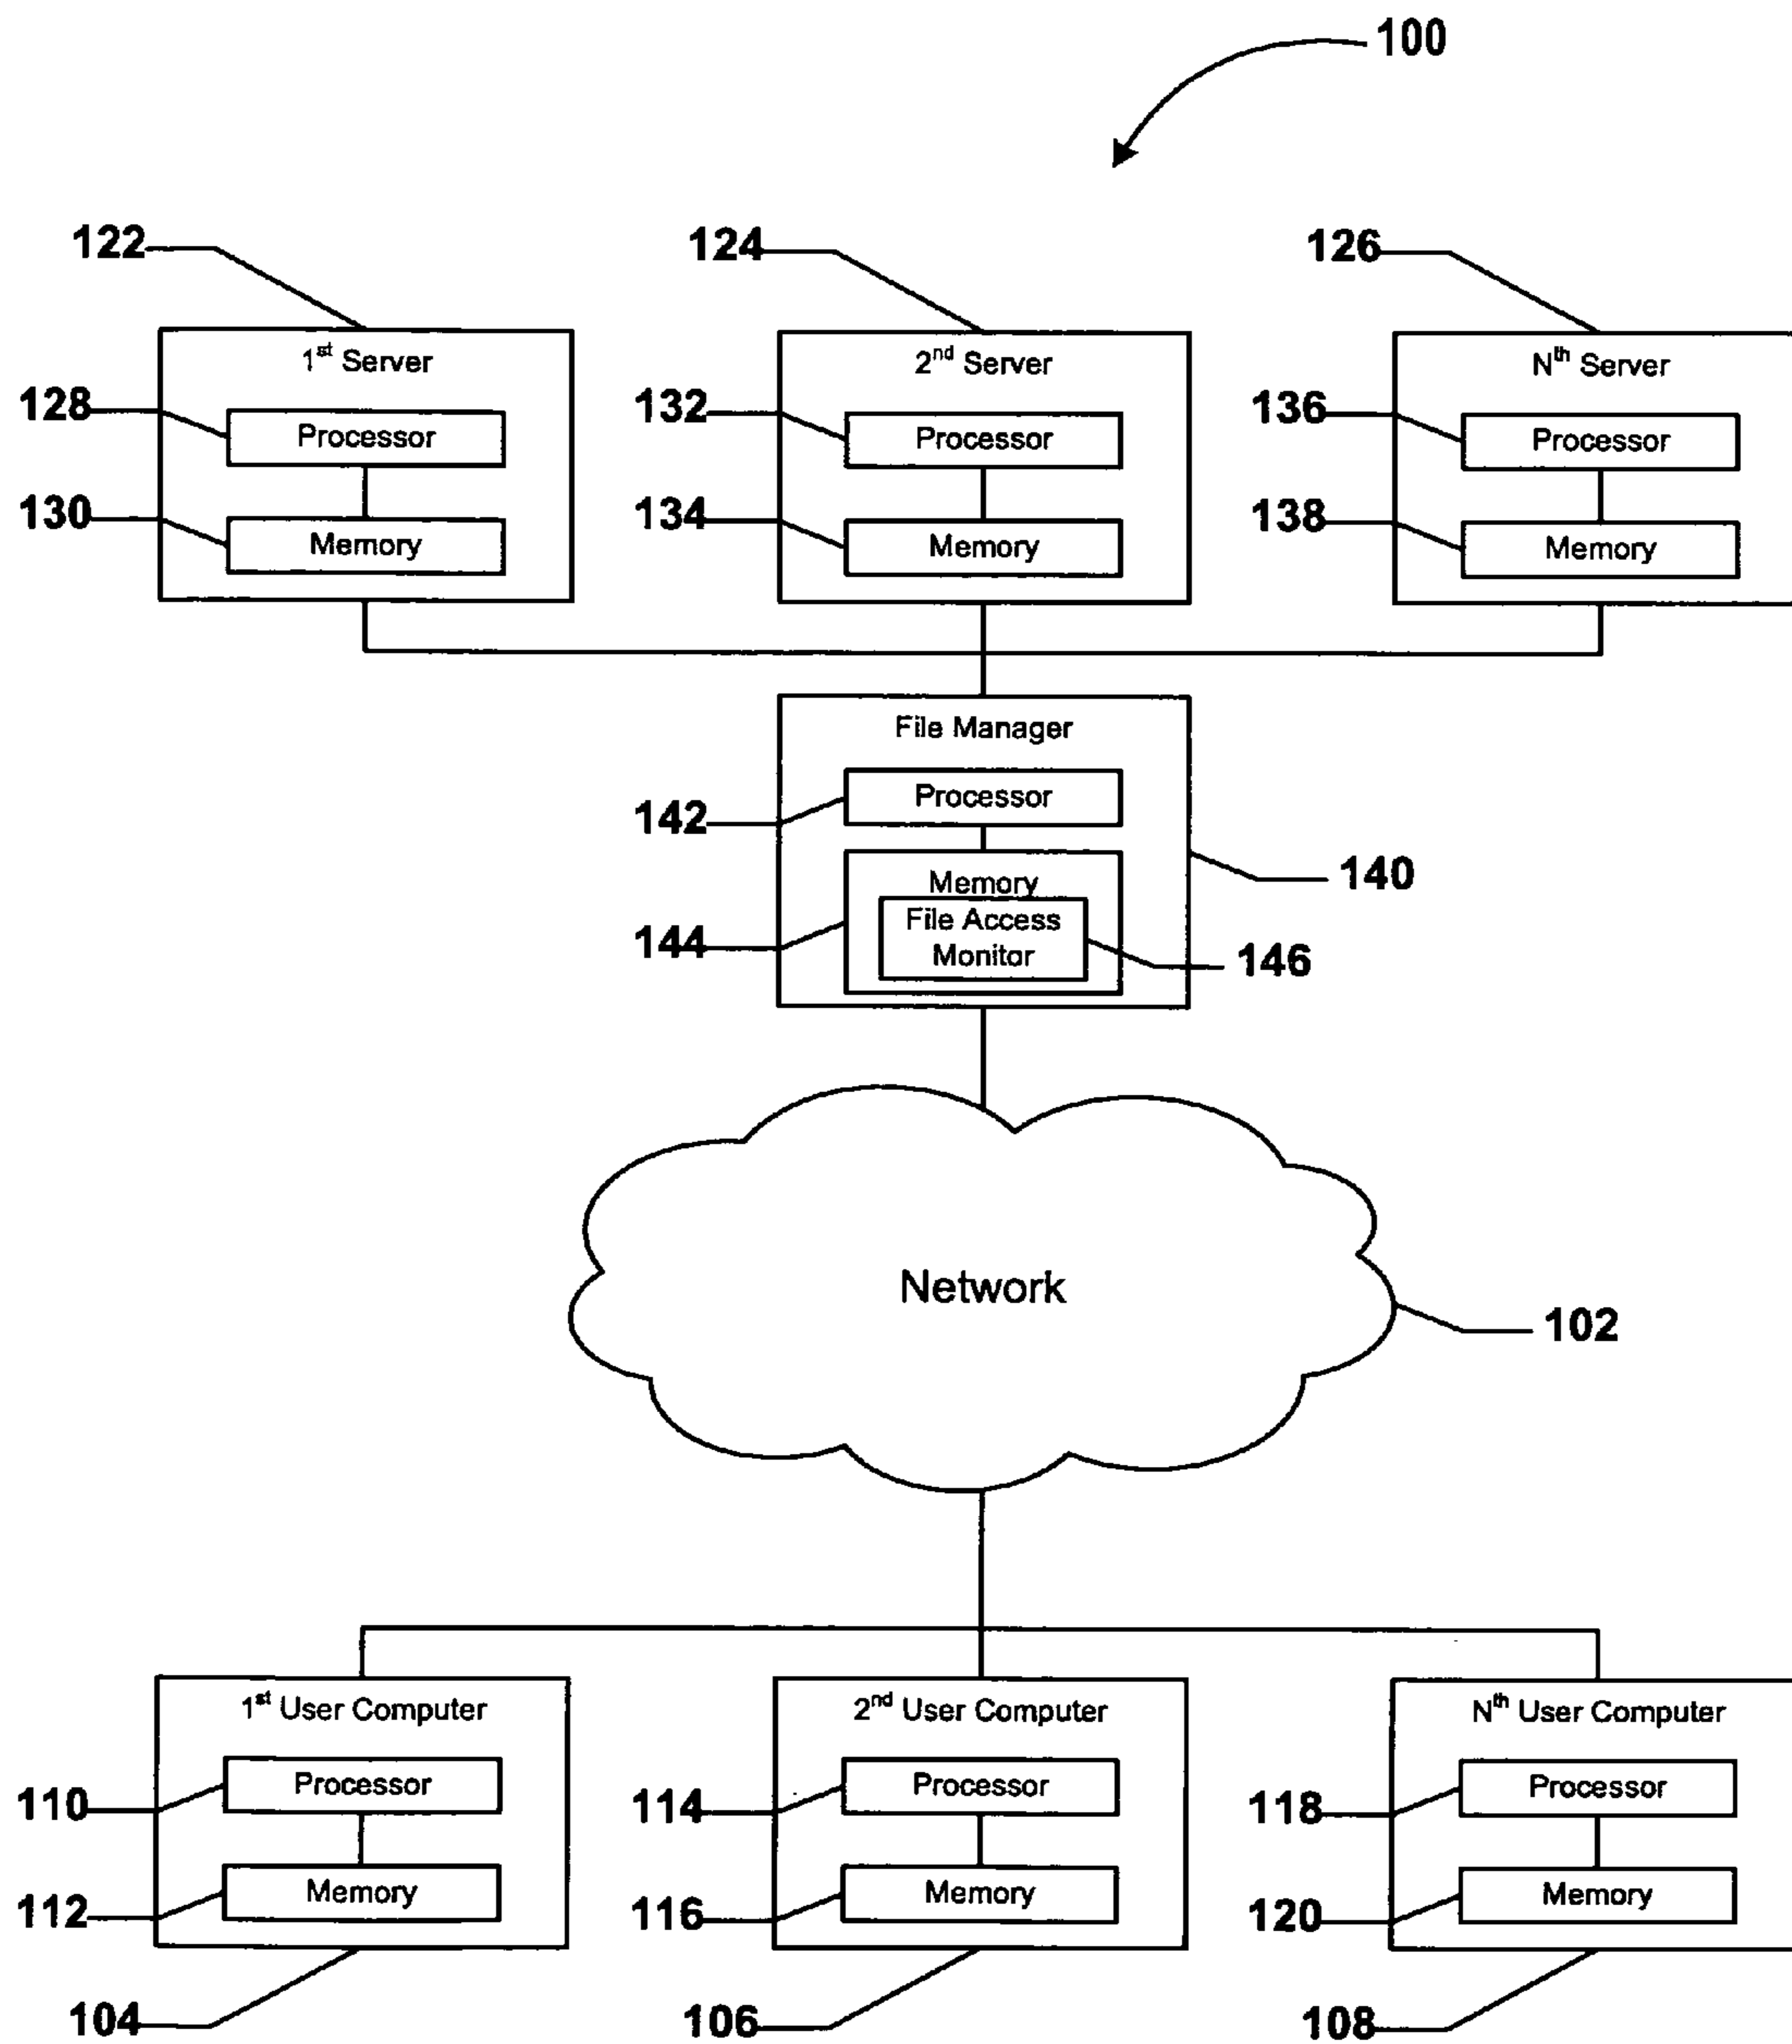 100
122 124 126
1st Server 2nd Server Nth Server
128 Processor 132 Processor 136 Processor
130 Memory 134 Memory 138 Memory
File Manager
142 Processor
140
Memory
144 File Access
Monitor 146
Network
102
1st User Computer 2nd User Computer Nth User Computer
110 Processor 114 Processor 118 Processor
112 Memory 116 Memory 120 Memory
104 106 108